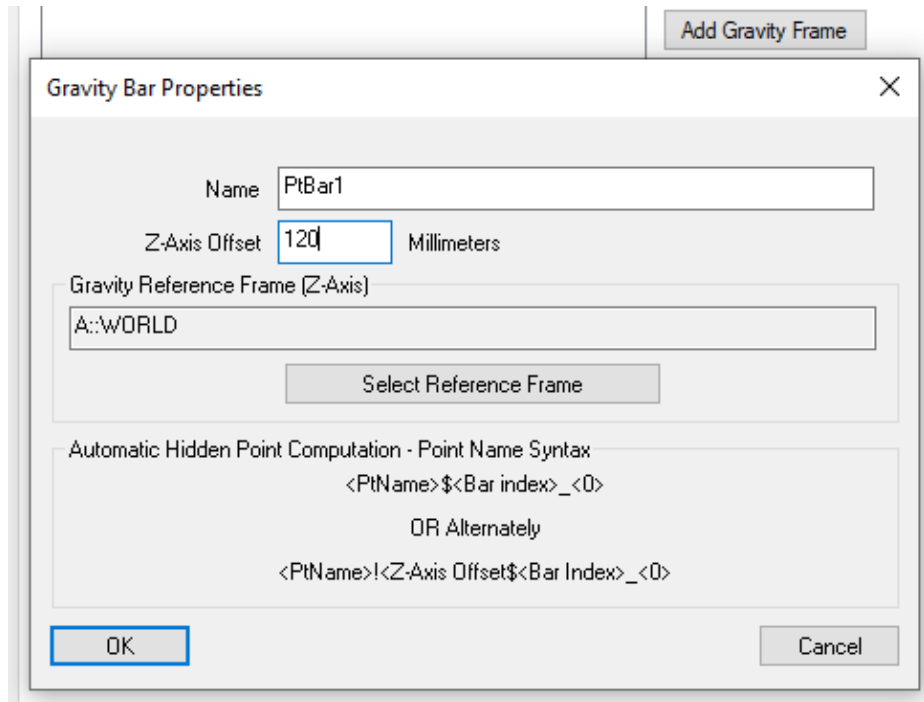 Add Gravity Frame
Gravity Bar Properties
Name PtBar1
Z-Axis Offset 120 Millimeters
Gravity Reference Frame (Z-Axis)
A::WORLD
Select Reference Frame
Automatic Hidden Point Computation - Point Name Syntax
<PtName>$<Bar index>_<0>
OR Alternately
<PtName>!<Z-Axis Offset$<Bar Index>_<0>
OK Cancel